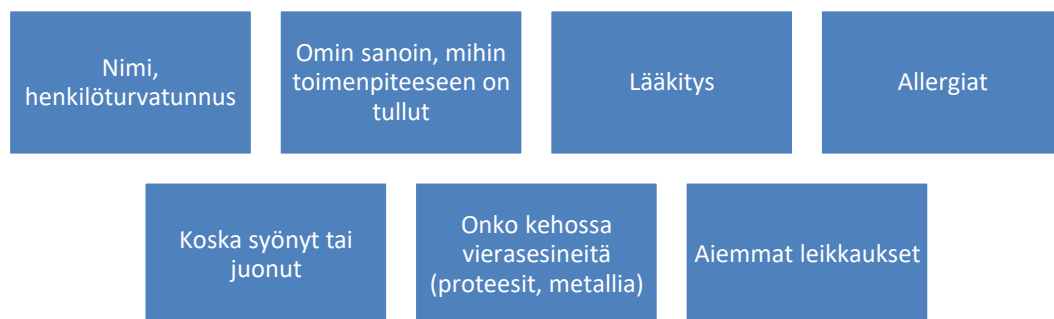 Nimi,
henkilöturvatunnus
Omin sanoin, mihin
toimenpiteeseen on
tullut
Lääkitys
Allergiat
Koska syönyt tai
juonut
Onko kehossa
vierasesineitä
(proteesit, metallia)
Aiemmat leikkaukset